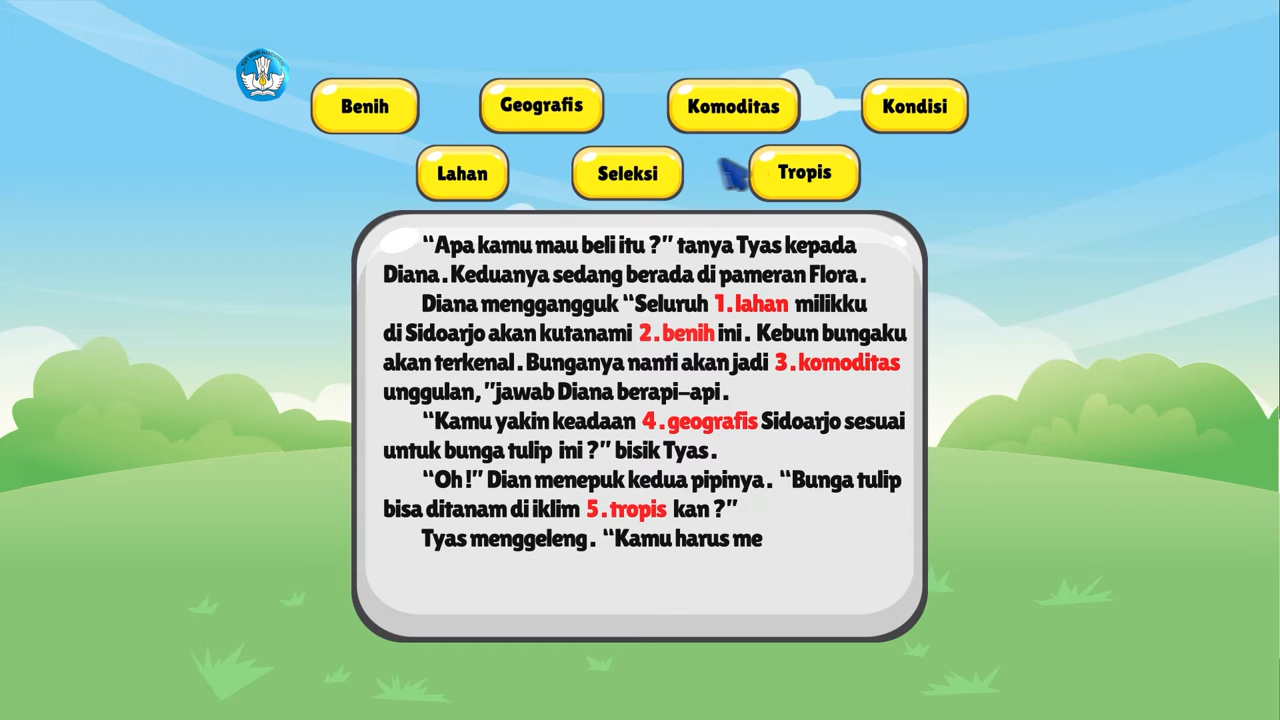 Benih
Geografis
Komoditas
Kondisi
Lahan
Seleksi
Tropis
“Apa kamu mau beli itu ?” tanya Tyas kepada
Diana. Keduanya sedang berada di pameran Flora.
Diana menggangguk “Seluruh 1. lahan milikku
di Sidoarjo akan kutanami 2. benih ini. Kebun bungaku
akan terkenal. Bunganya nanti akan jadi 3. komoditas
unggulan, ”jawab Diana berapi-api.
“Kamu yakin keadaan 4. geografis Sidoarjo sesuai
untuk bunga tulip ini ?” bisik Tyas.
“Oh !” Dian menepuk kedua pipinya. “Bunga tulip
bisa ditanam di iklim 5. tropis kan ?”
Tyas menggeleng. “Kamu harus me